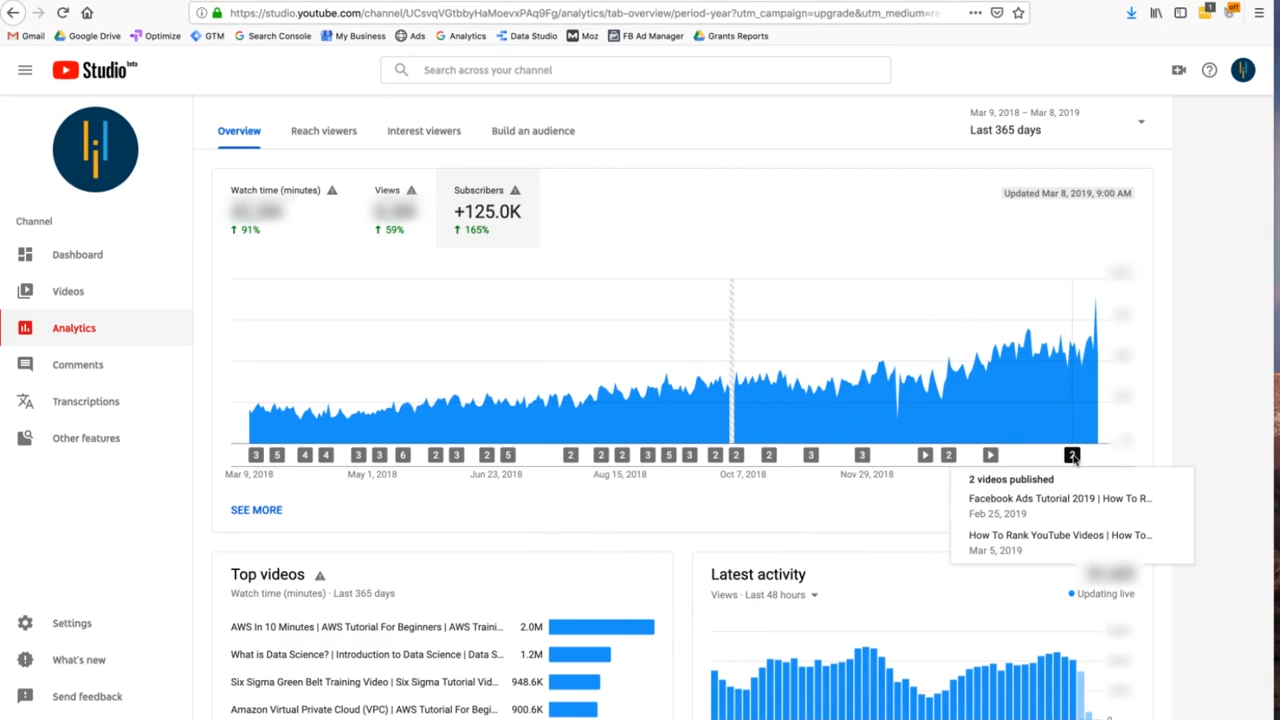 https://studio.youtube.com/channel/UCsvqVGtbbyHaMoevxPAq9Fg/analytics/tab-overview/period-year?utm_campaign=upgrade&utm_medium=re
1
off
Gmail Google Drive Optimize GTM Search Console My Business Ads Analytics Data Studio Moz FB Ad Manager Grants Reports
Studio beta
Search across your channel
Mar 9, 2018 – Mar 8, 2019
Last 365 days
Overview Reach viewers Interest viewers Build an audience
Watch time (minutes) Views Subscribers
+125.0K
91% 59% 165%
Updated Mar 8, 2019, 9:00 AM
Channel
Dashboard
Videos
Analytics
Comments
Transcriptions
Other features
Settings
What's new
Send feedback
3 5 4 4 3 3 6 2 3 2 5 2 2 2 3 5 3 2 2 2 3 3 2 2
Mar 9, 2018 May 1, 2018 Jun 23, 2018 Aug 15, 2018 Oct 7, 2018 Nov 29, 2018
2 videos published
Facebook Ads Tutorial 2019 | How To R...
Feb 25, 2019
How To Rank YouTube Videos | How To...
Mar 5, 2019
SEE MORE
Top videos
Watch time (minutes) · Last 365 days
AWS In 10 Minutes | AWS Tutorial For Beginners | AWS Traini... 2.0M
What is Data Science? | Introduction to Data Science | Data S... 1.2M
Six Sigma Green Belt Training Video | Six Sigma Tutorial Vid... 948.6K
Amazon Virtual Private Cloud (VPC) | AWS Tutorial For Begi... 900.6K
Latest activity
Views · Last 48 hours
Updating live
0